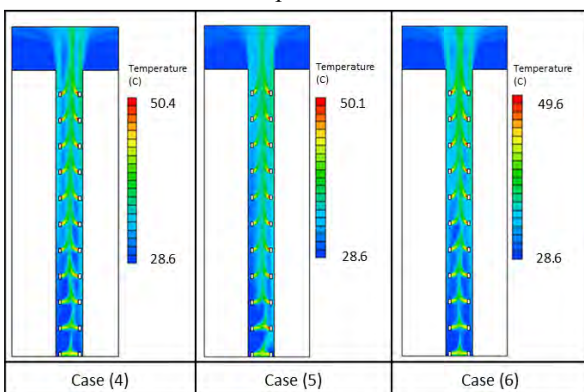 Temperature
(C)
50.4
28.6
Temperature
(C)
50.1
28.6
Temperature
(C)
49.6
28.6
Case (4)
Case (5)
Case (6)